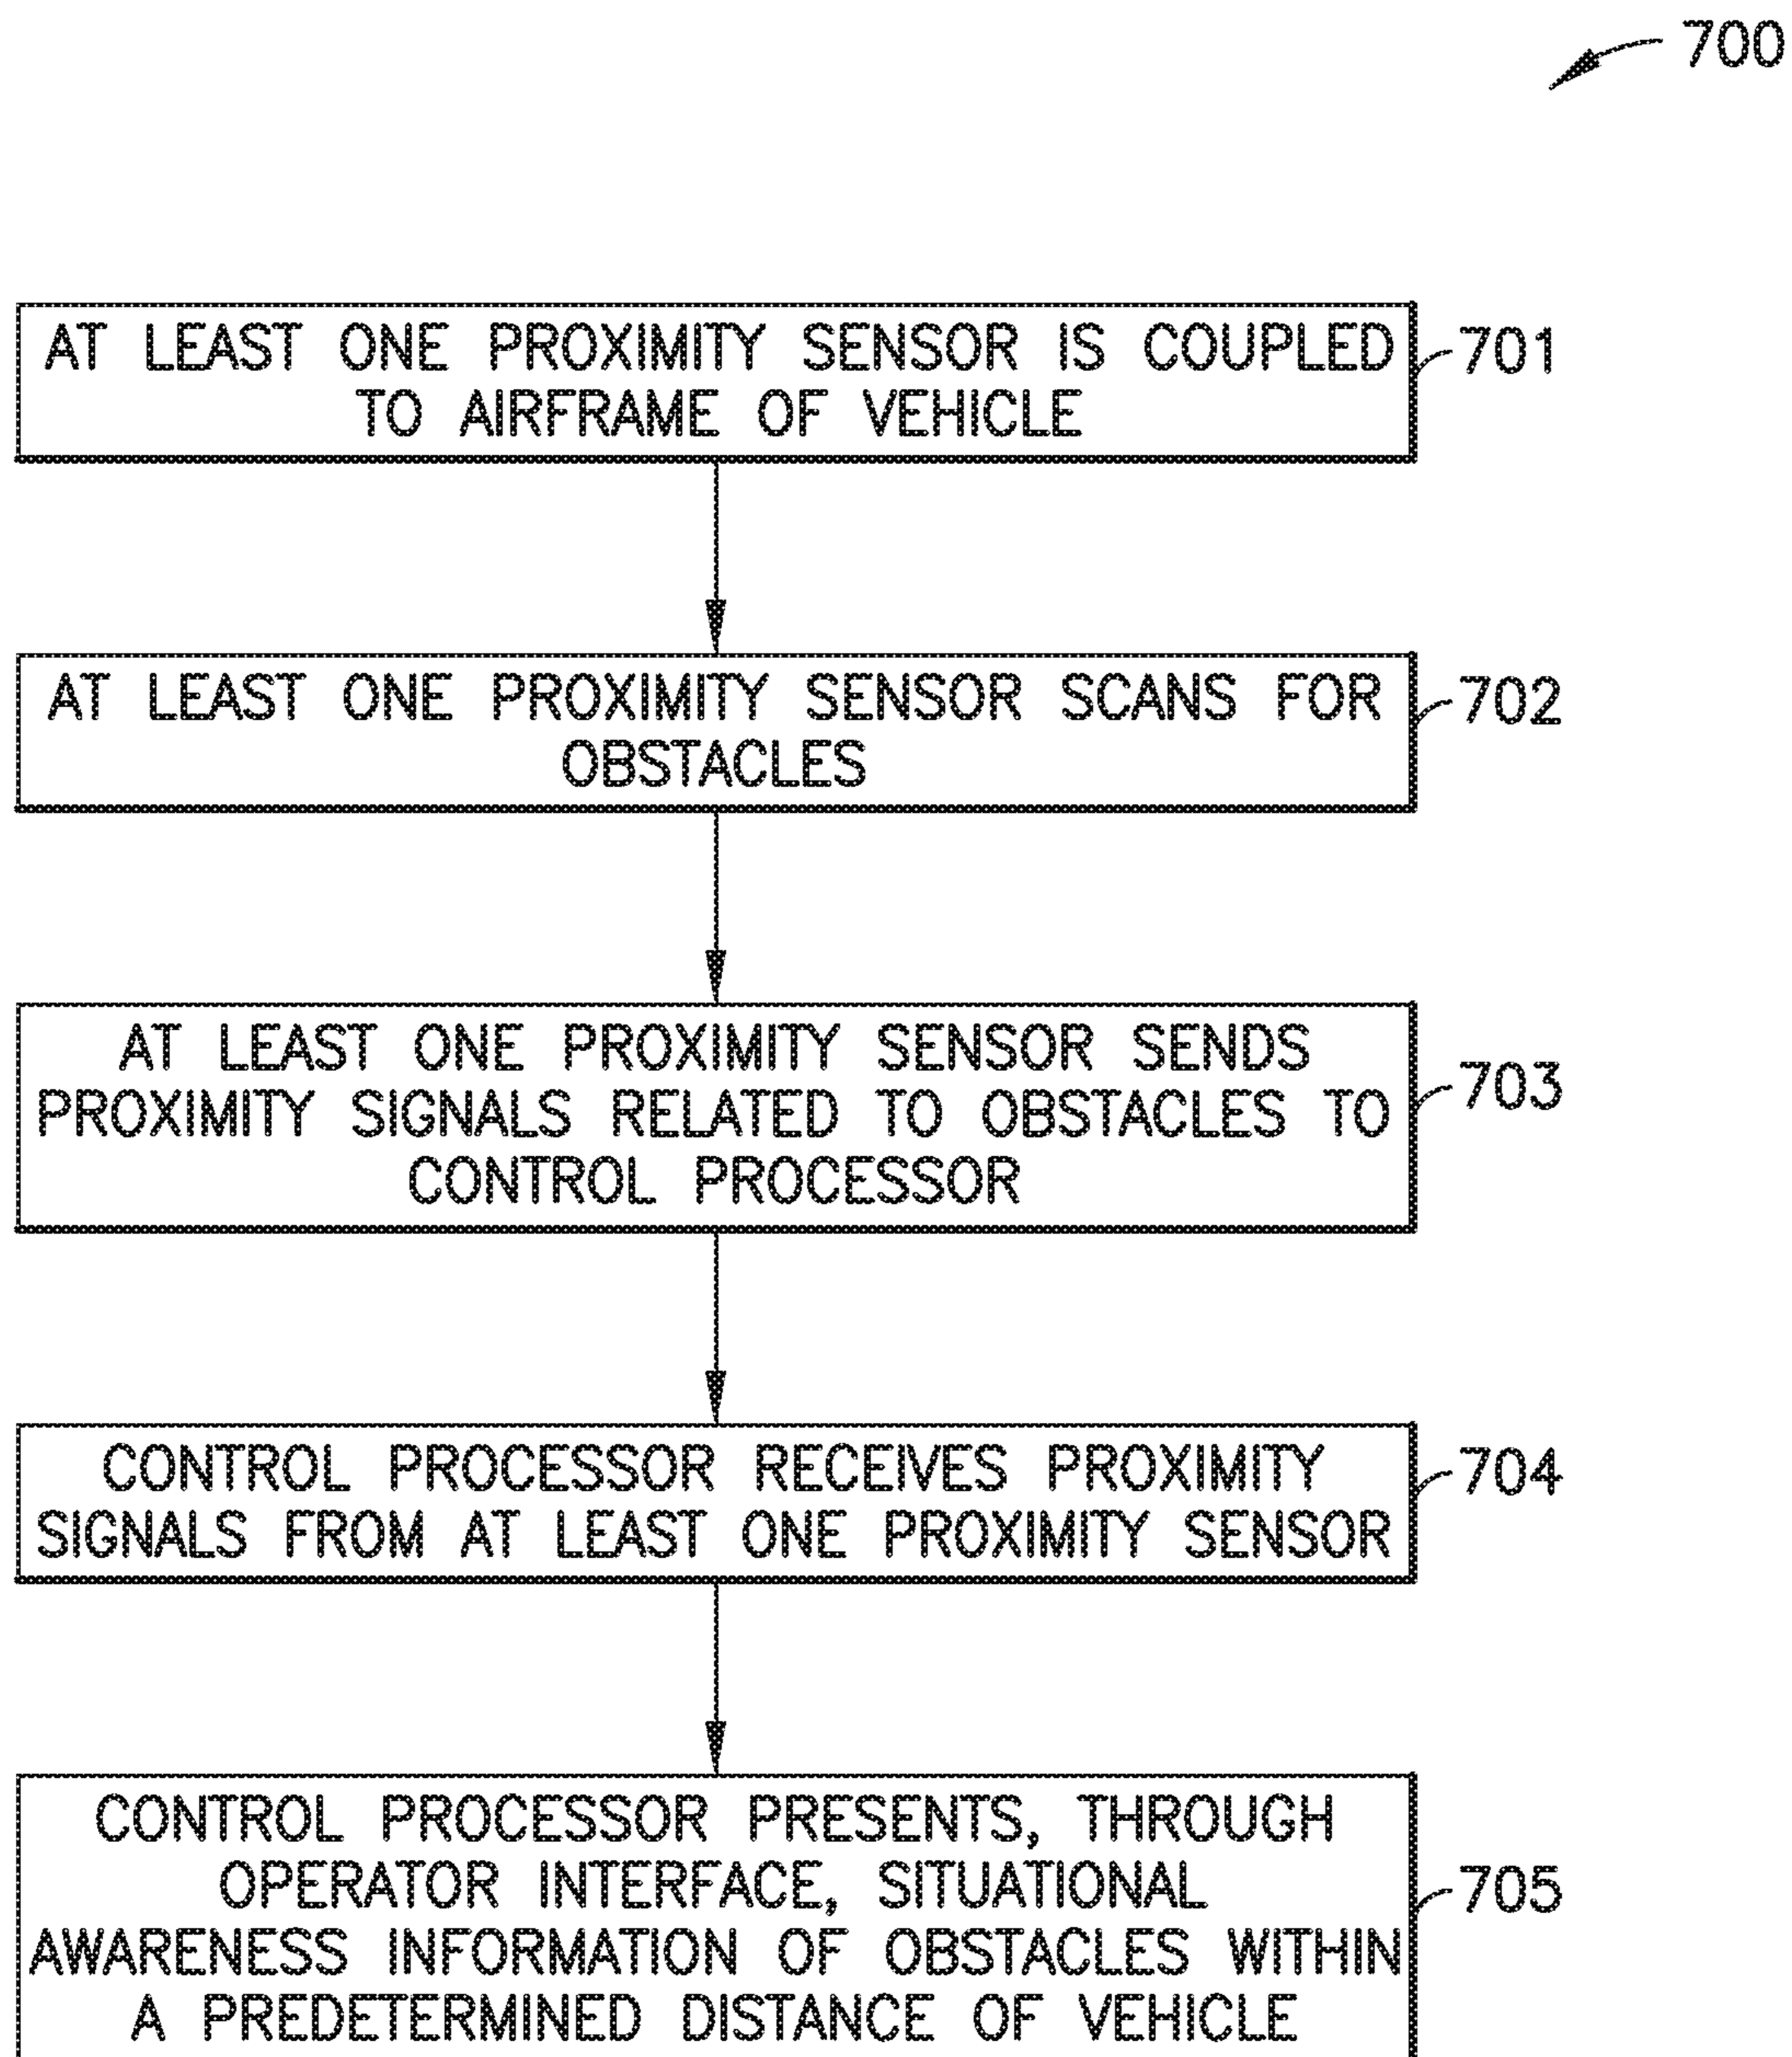 700
AT LEAST ONE PROXIMITY SENSOR IS COUPLED
TO AIRFRAME OF VEHICLE
701
AT LEAST ONE PROXIMITY SENSOR SCANS FOR
OBSTACLES
702
AT LEAST ONE PROXIMITY SENSOR SENDS
PROXIMITY SIGNALS RELATED TO OBSTACLES TO
CONTROL PROCESSOR
703
CONTROL PROCESSOR RECEIVES PROXIMITY
SIGNALS FROM AT LEAST ONE PROXIMITY SENSOR
704
CONTROL PROCESSOR PRESENTS, THROUGH
OPERATOR INTERFACE, SITUATIONAL
AWARENESS INFORMATION OF OBSTACLES WITHIN
A PREDETERMINED DISTANCE OF VEHICLE
705